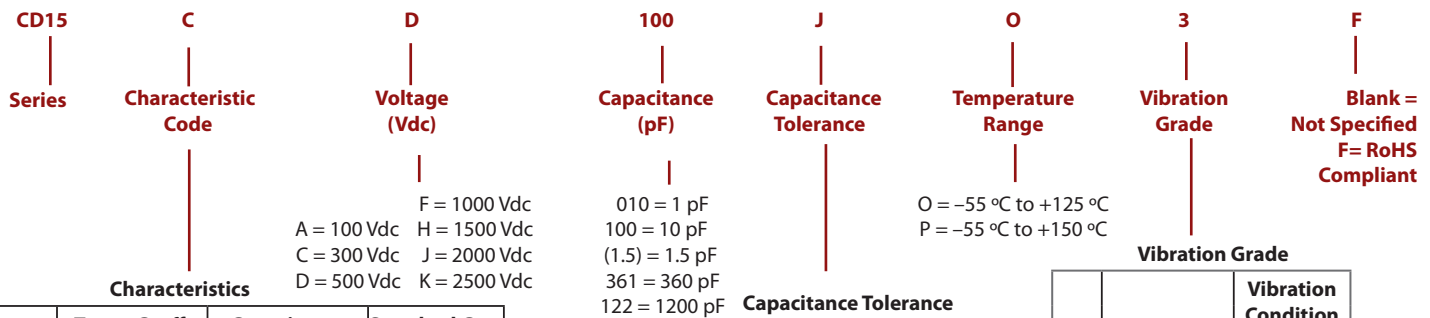 CD15 C D 100 J O 3 F
Series Characteristic Code Voltage (Vdc) Capacitance (pF) Capacitance Tolerance Temperature Range Vibration Grade Blank = Not Specified F= RoHS Compliant
F = 1000 Vdc
A = 100 Vdc H = 1500 Vdc
C = 300 Vdc J = 2000 Vdc
D = 500 Vdc K = 2500 Vdc
010 = 1 pF
100 = 10 pF
(1.5) = 1.5 pF
361 = 360 pF
122 = 1200 pF
O = –55 ºC to +125 ºC
P = –55 ºC to +150 ºC
Characteristics
Capacitance Tolerance
Vibration Grade
Vibration
Condition